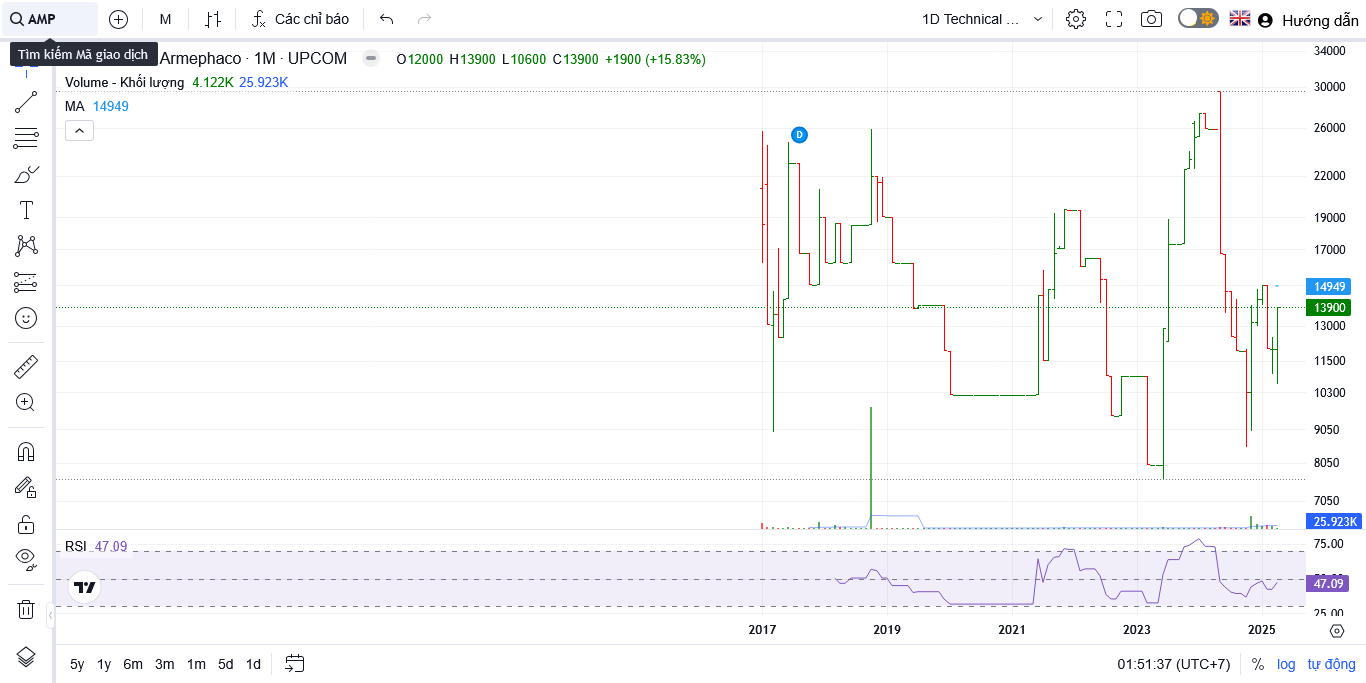 AMP
M
Các chỉ báo
1D Technical ...
Hướng dẫn
Tìm kiếm Mã giao dịch
Armephaco · 1M · UPCOM
O12000 H13900 L10600 C13900 +1900 (+15.83%)
Volume - Khối lượng 4.122K 25.923K
MA 14949
D
34000
30000
26000
22000
19000
17000
14949
13900
13000
11500
10300
9050
8050
7050
25.923K
RSI 47.09
75.00
47.09
25.00
2017 2019 2021 2023 2025
5y 1y 6m 3m 1m 5d 1d
01:51:37 (UTC+7) % log tự động